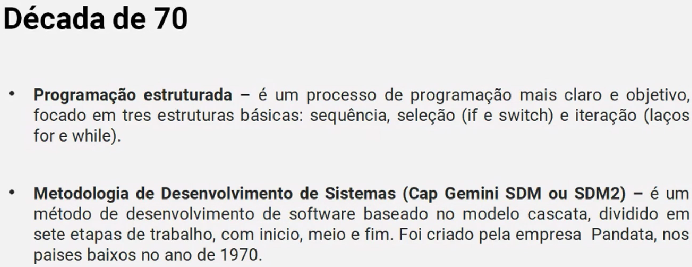 Década de 70
• Programação estruturada – é um processo de programação mais claro e objetivo,
focado em tres estruturas básicas: sequência, seleção (if e switch) e iteração (laços
for e while).
• Metodologia de Desenvolvimento de Sistemas (Cap Gemini SDM ou SDM2) – é um
método de desenvolvimento de software baseado no modelo cascata, dividido em
sete etapas de trabalho, com inicio, meio e fim. Foi criado pela empresa Pandata, nos
paises baixos no ano de 1970.